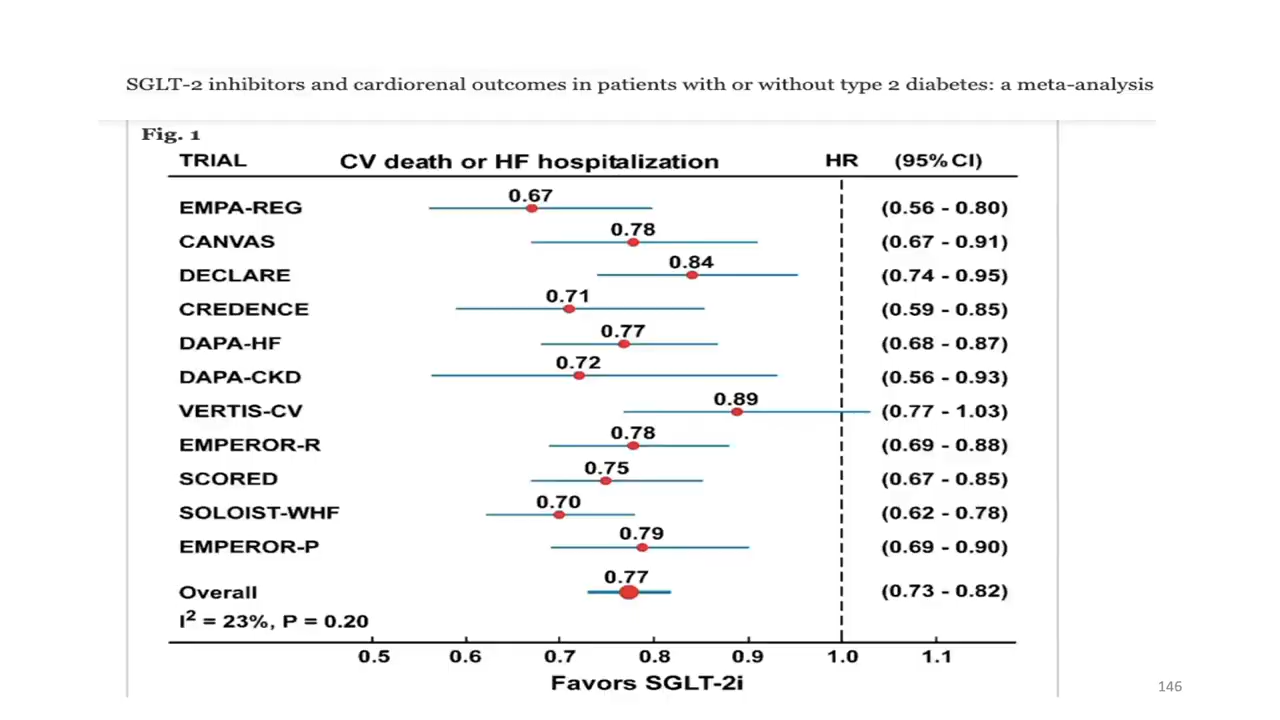 SGLT-2 inhibitors and cardiorenal outcomes in patients with or without type 2 diabetes: a meta-analysis
Fig. 1
TRIAL CV death or HF hospitalization HR (95% CI)
EMPA-REG 0.67 (0.56 - 0.80)
CANVAS 0.78 (0.67 - 0.91)
DECLARE 0.84 (0.74 - 0.95)
CREDENCE 0.71 (0.59 - 0.85)
DAPA-HF 0.77 (0.68 - 0.87)
DAPA-CKD 0.72 (0.56 - 0.93)
VERTIS-CV 0.89 (0.77 - 1.03)
EMPEROR-R 0.78 (0.69 - 0.88)
SCORED 0.75 (0.67 - 0.85)
SOLOIST-WHF 0.70 (0.62 - 0.78)
EMPEROR-P 0.79 (0.69 - 0.90)
Overall 0.77 (0.73 - 0.82)
I² = 23%, P = 0.20
0.5 0.6 0.7 0.8 0.9 1.0 1.1
Favors SGLT-2i
146